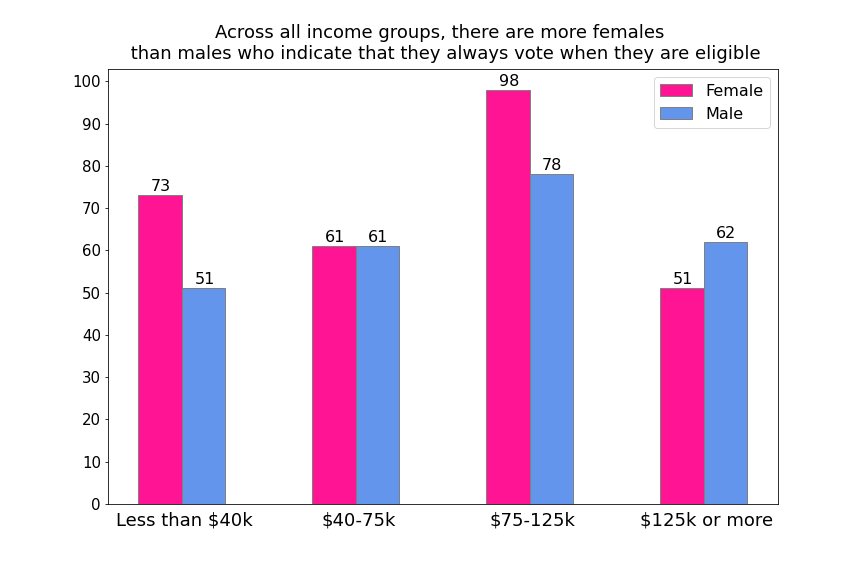 Across all income groups, there are more females
than males who indicate that they always vote when they are eligible
100
90
80
70
60
50
40
30
20
10
0
73
51
61
61
98
78
51
62
Female
Male
Less than $40k
$40-75k
$75-125k
$125k or more